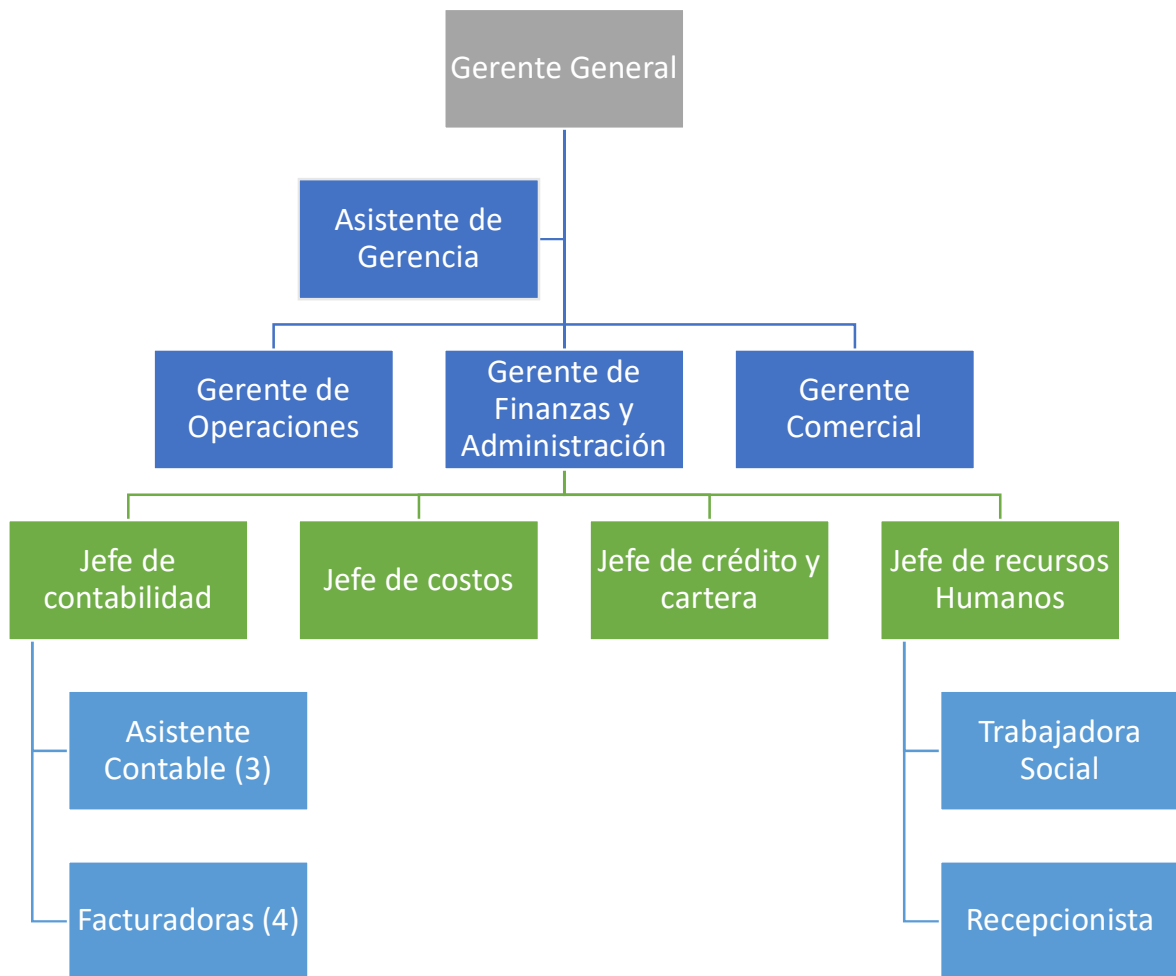 Gerente General
Asistente de
Gerencia
Gerente de
Operaciones
Gerente de
Finanzas y
Administración
Gerente
Comercial
Jefe de
contabilidad
Jefe de costos
Jefe de crédito y
cartera
Jefe de recursos
Humanos
Asistente
Contable (3)
Trabajadora
Social
Facturadoras (4)
Recepcionista